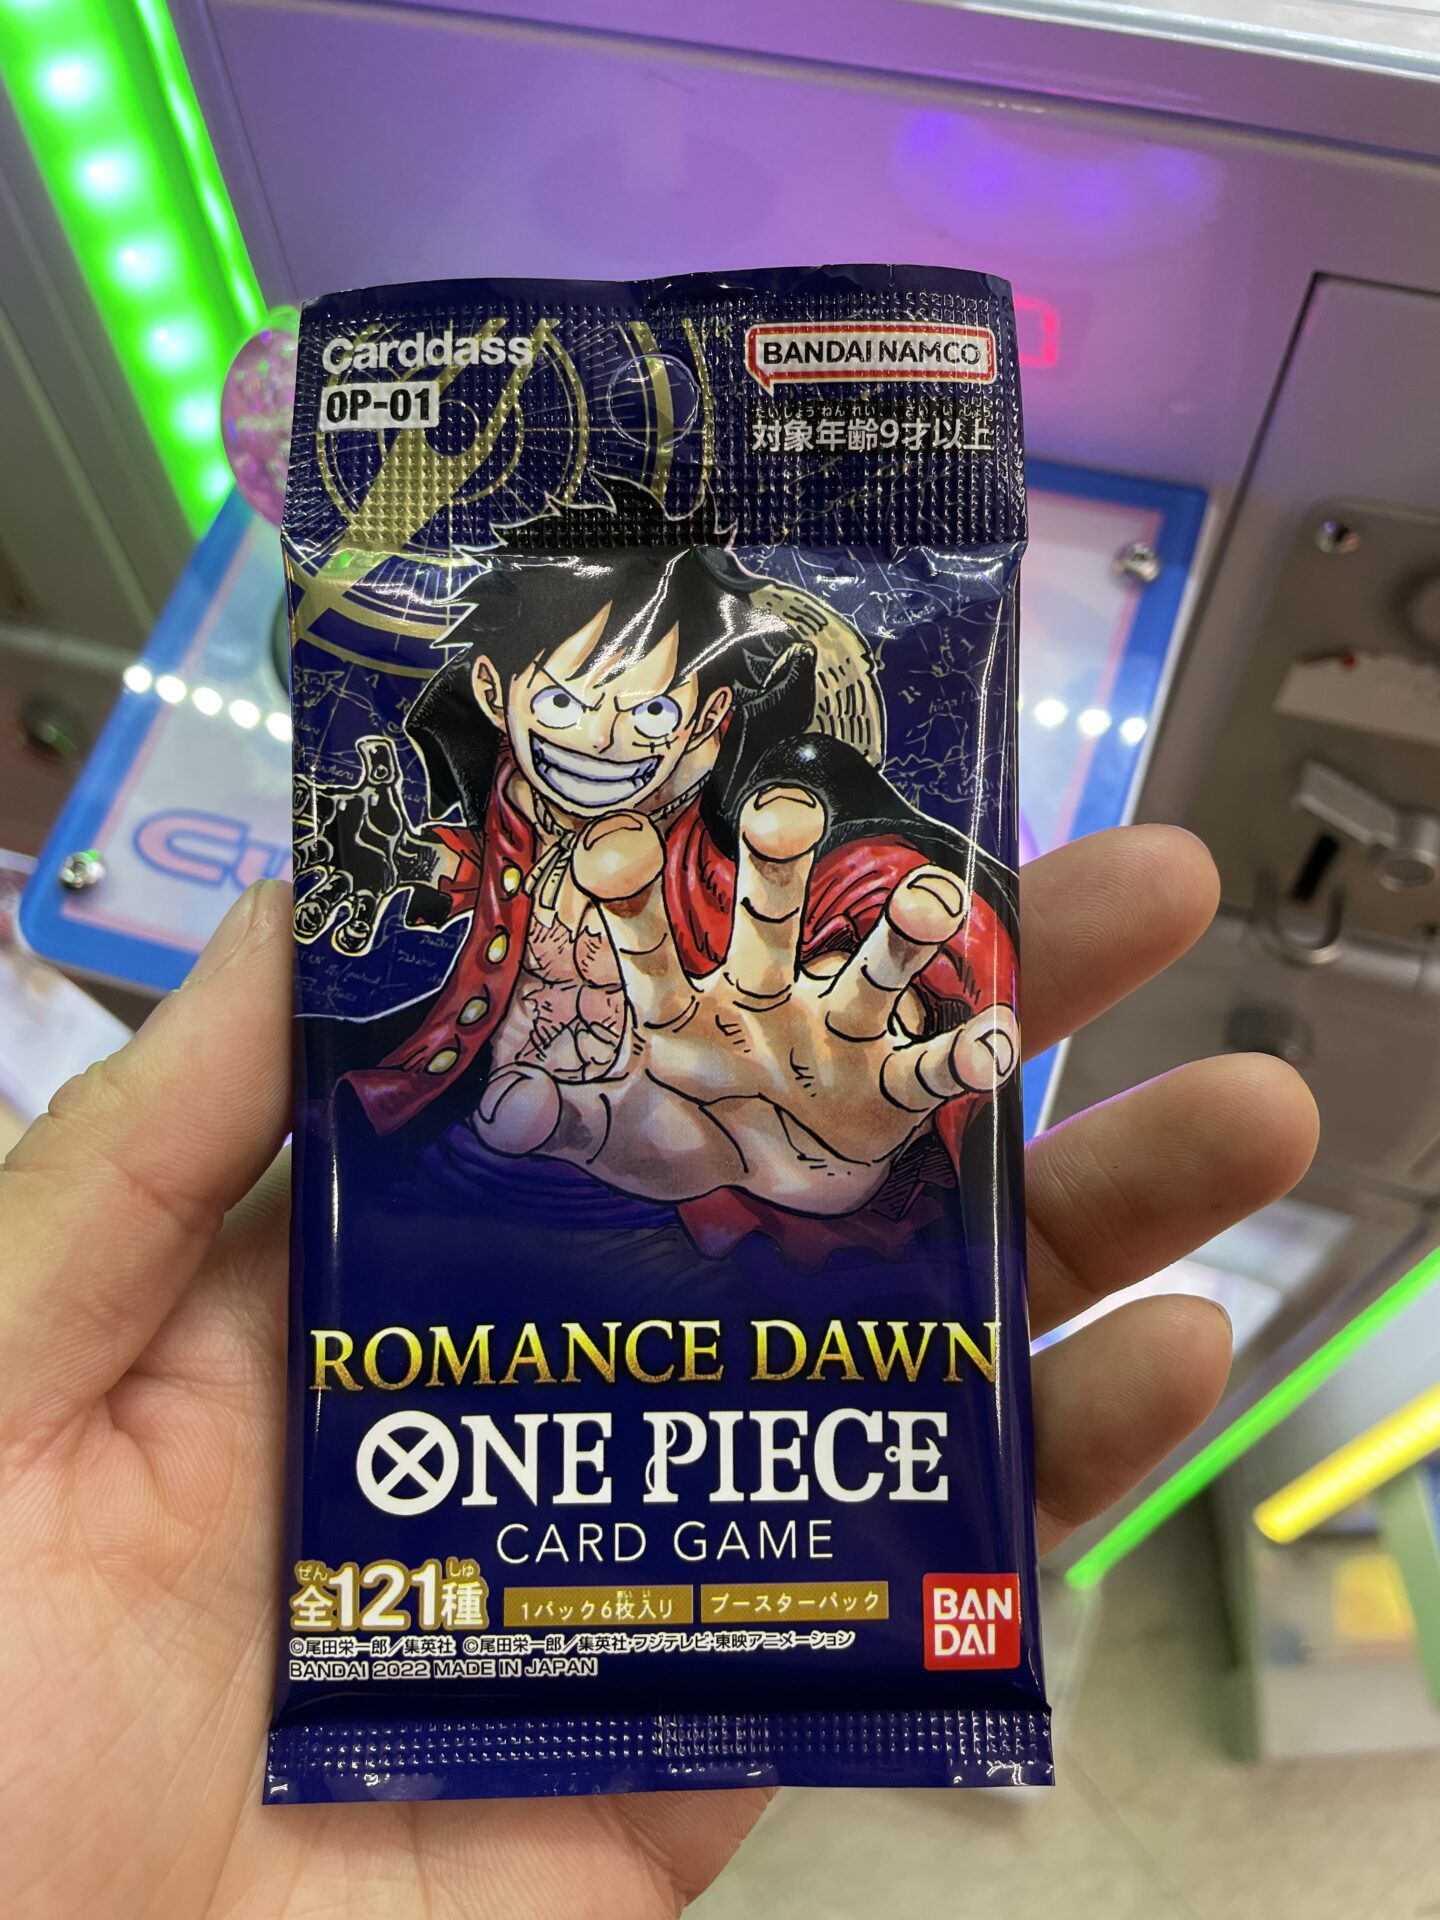 Carddass
OP-01
BANDAI NAMCO
たいしょうねんれい さいいじょう
対象年齢9才以上
ROMANCE DAWN
ONE PIECE
CARD GAME
ぜん しゅ
全121種
まい い
1パック6枚入り
ブースターパック
BAN
DAI
©尾田栄一郎／集英社 ©尾田栄一郎／集英社・フジテレビ・東映アニメーション
BANDAI 2022 MADE IN JAPAN